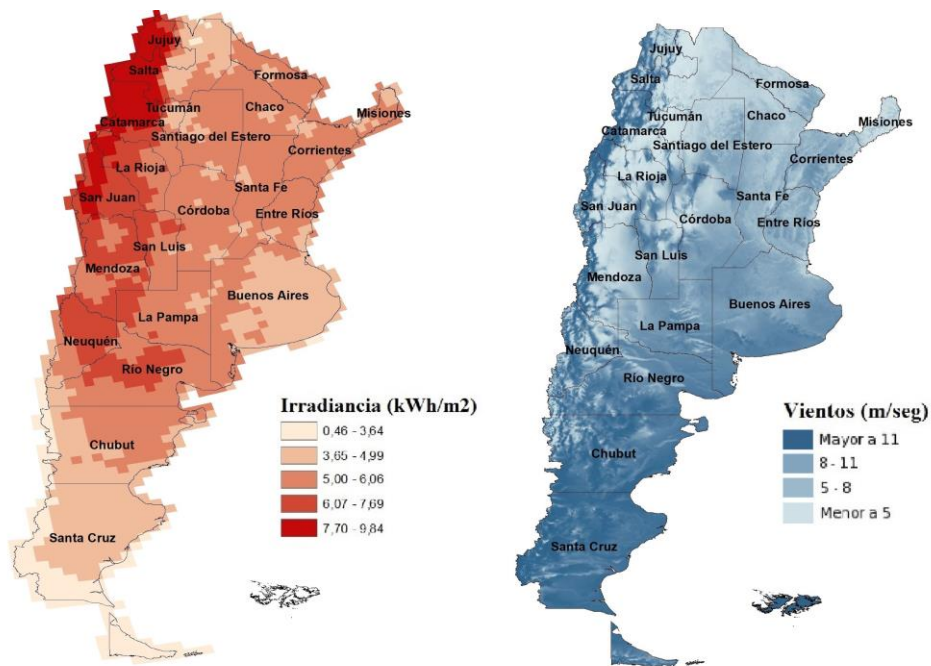 Jujuy
Salta
Formosa
Tucumán
Chaco
Misiones
Catamarca
Santiago del Estero
Corrientes
La Rioja
Santa Fe
San Juan
Córdoba
Entre Ríos
San Luis
Mendoza
Buenos Aires
La Pampa
Neuquén
Río Negro
Chubut
Santa Cruz
Irradiancia (kWh/m2)
0,46 - 3,64
3,65 - 4,99
5,00 - 6,06
6,07 - 7,69
7,70 - 9,84
Jujuy
Salta
Formosa
Tucumán
Chaco
Misiones
Catamarca
Santiago del Estero
Corrientes
La Rioja
Santa Fe
San Juan
Córdoba
Entre Ríos
San Luis
Mendoza
Buenos Aires
La Pampa
Neuquén
Río Negro
Chubut
Santa Cruz
Vientos (m/seg)
Mayor a 11
8 - 11
5 - 8
Menor a 5